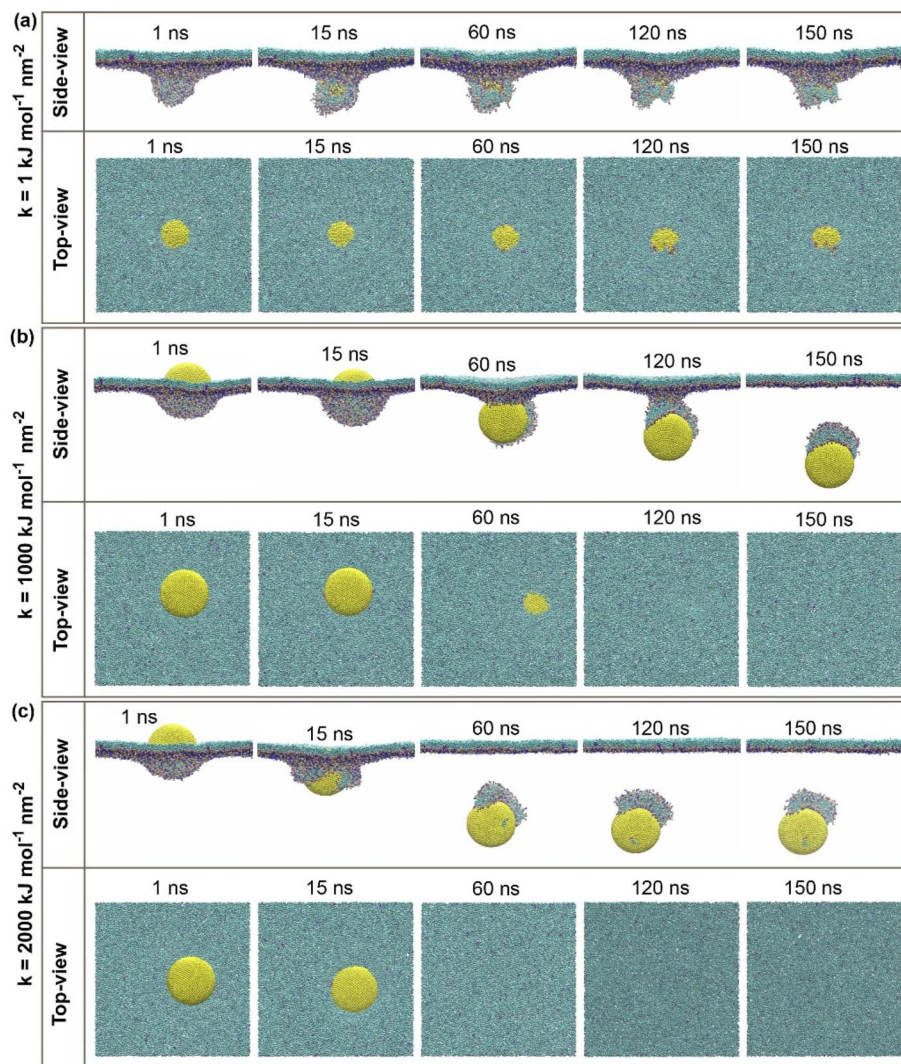 (a)
k = 1 kJ mol⁻¹ nm⁻²
Side-view
1 ns 15 ns 60 ns 120 ns 150 ns
Top-view
1 ns 15 ns 60 ns 120 ns 150 ns
(b)
k = 1000 kJ mol⁻¹ nm⁻²
Side-view
1 ns 15 ns 60 ns 120 ns 150 ns
Top-view
1 ns 15 ns 60 ns 120 ns 150 ns
(c)
k = 2000 kJ mol⁻¹ nm⁻²
Side-view
1 ns 15 ns 60 ns 120 ns 150 ns
Top-view
1 ns 15 ns 60 ns 120 ns 150 ns